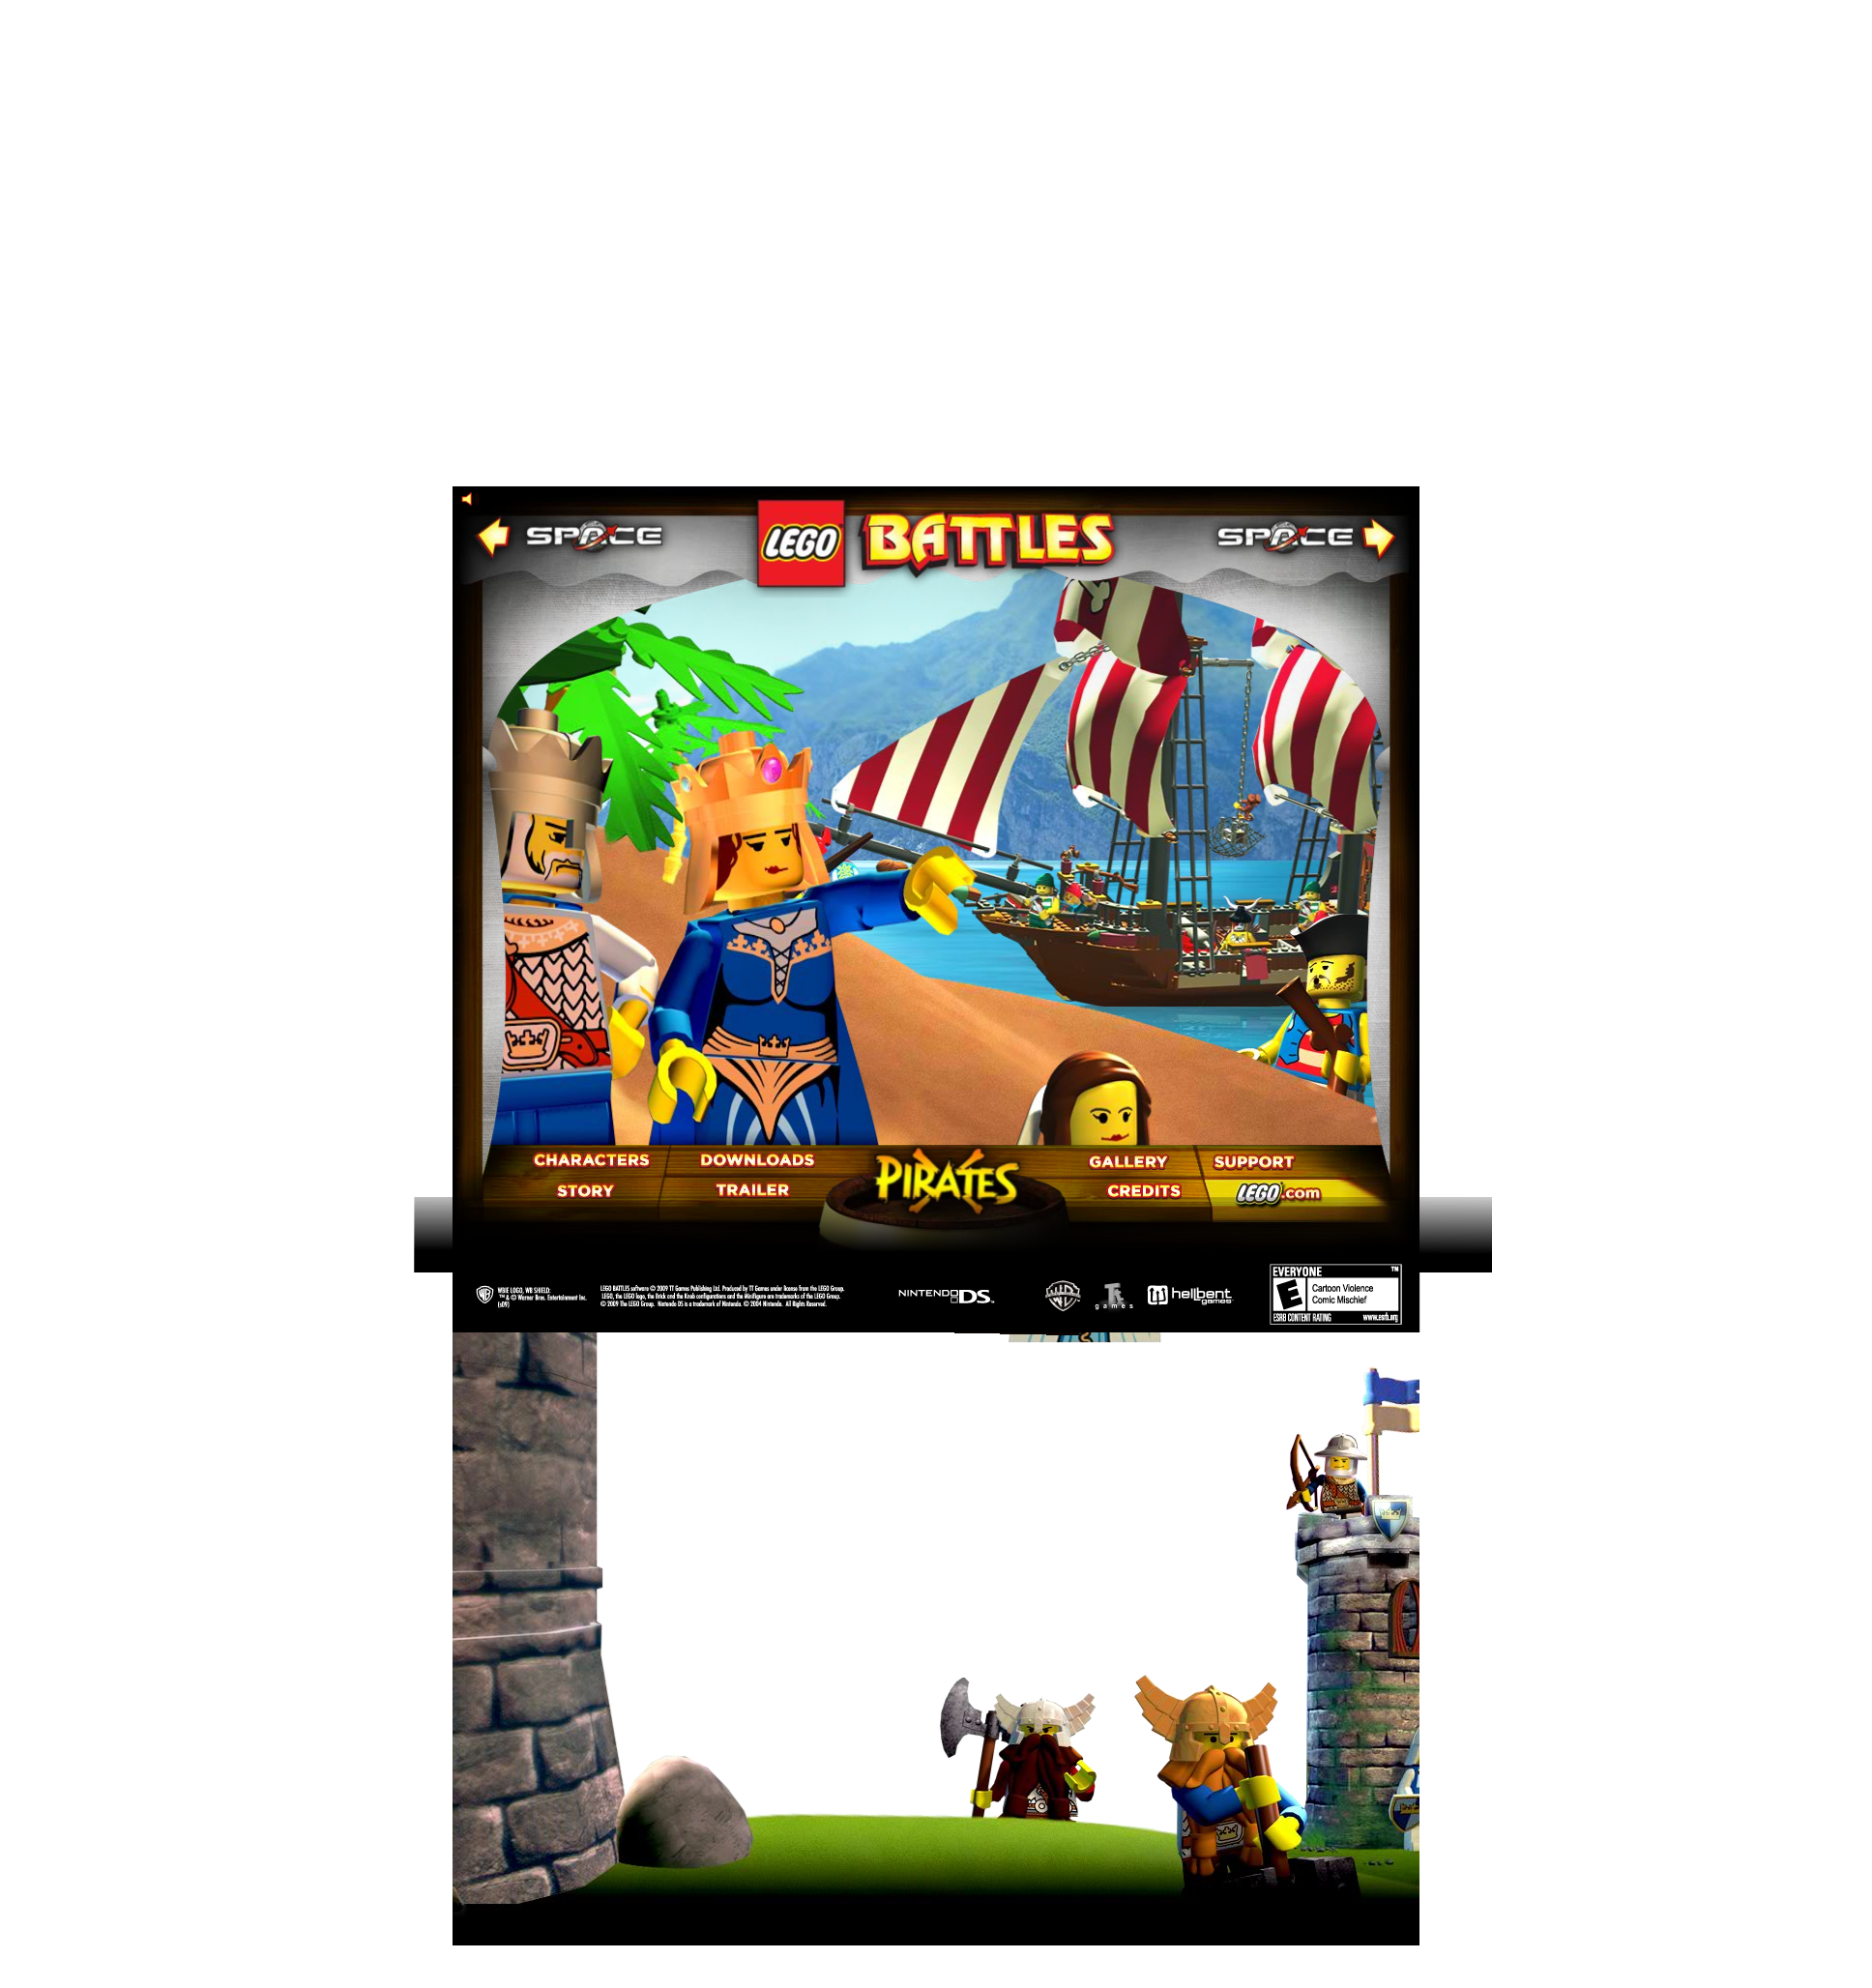 SPACE
LEGO
BATTLES
SPACE
CHARACTERS
DOWNLOADS
STORY
TRAILER
PIRATES
GALLERY
SUPPORT
CREDITS
LEGO.com
WBIE LOGO, WB SHIELD:
™ & © Warner Bros. Entertainment Inc.
(s09)
LEGO BATTLES software © 2009 TT Games Publishing Ltd. Produced by TT Games under license from the LEGO Group.
LEGO, the LEGO logo, the Brick and the Knob configurations and the Minifigure are trademarks of the LEGO Group.
© 2009 The LEGO Group. Nintendo DS is a trademark of Nintendo. © 2004 Nintendo. All Rights Reserved.
NINTENDO DS™
WB
games
hellbent
games
EVERYONE
™
E
Cartoon Violence
Comic Mischief
ESRB CONTENT RATING
www.esrb.org